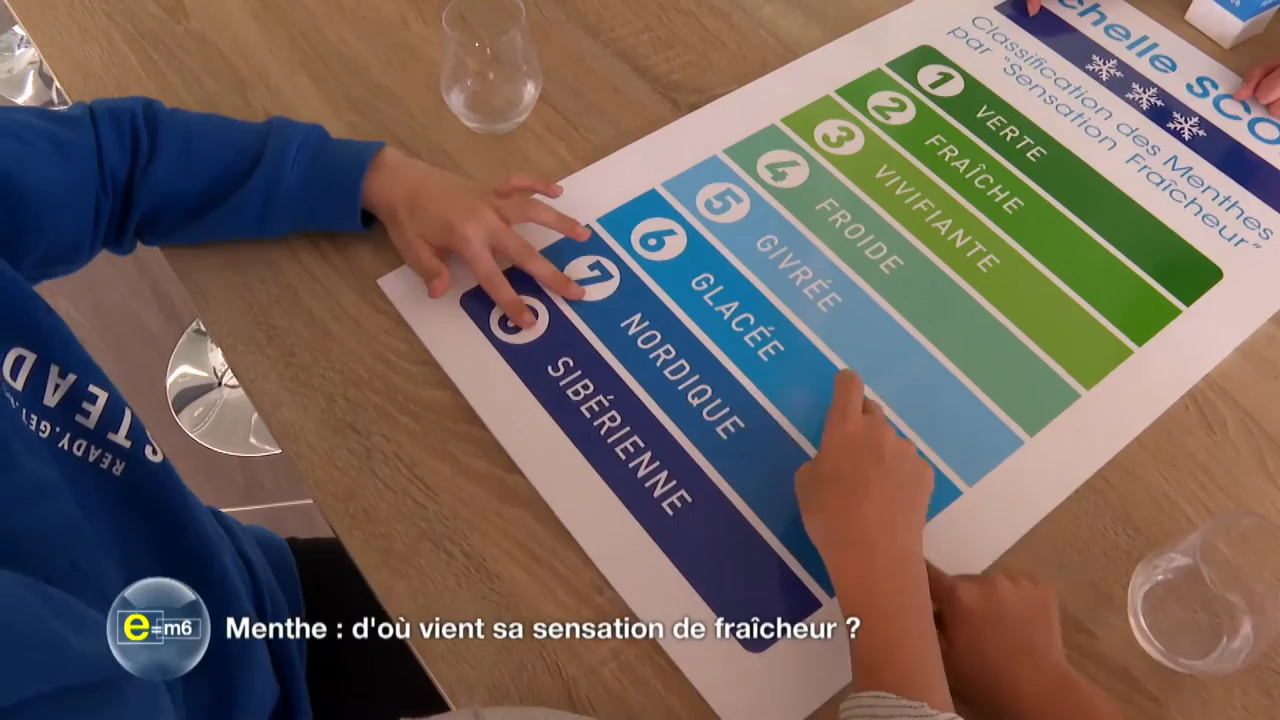 chelle SCO
Classification des Menthes
par "Sensation Fraîcheur"
1 VERTE
2 FRAÎCHE
3 VIVIFIANTE
4 FROIDE
5 GIVRÉE
6 GLACÉE
7 NORDIQUE
SIBÉRIENNE
STEAD
READY.GET
e=m6
Menthe : d'où vient sa sensation de fraîcheur ?